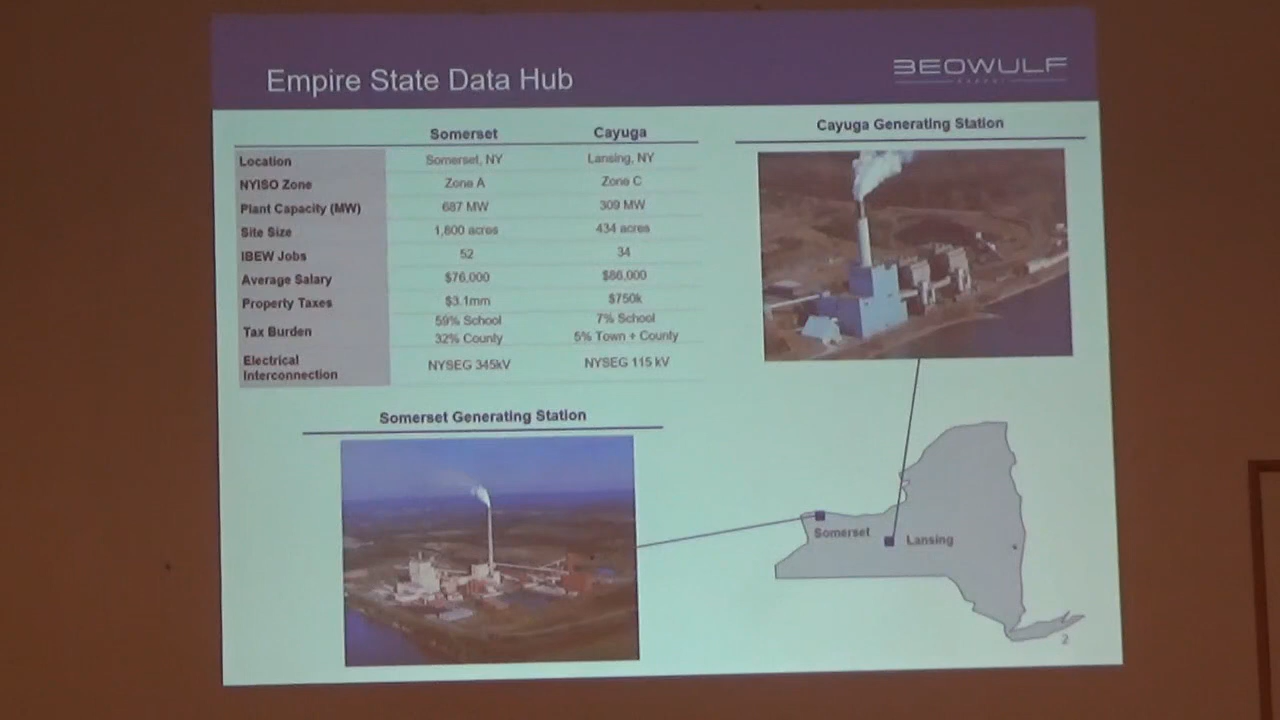 Empire State Data Hub
BEOWULF
ENERGY
Somerset Cayuga
Location Somerset, NY Lansing, NY
NYISO Zone Zone A Zone C
Plant Capacity (MW) 687 MW 309 MW
Site Size 1,800 acres 434 acres
IBEW Jobs 52 34
Average Salary $76,000 $86,000
Property Taxes $3.1mm $750k
Tax Burden 59% School 7% School
32% County 5% Town + County
Electrical Interconnection NYSEG 345kV NYSEG 115 kV
Cayuga Generating Station
Somerset Generating Station
Somerset
Lansing
2